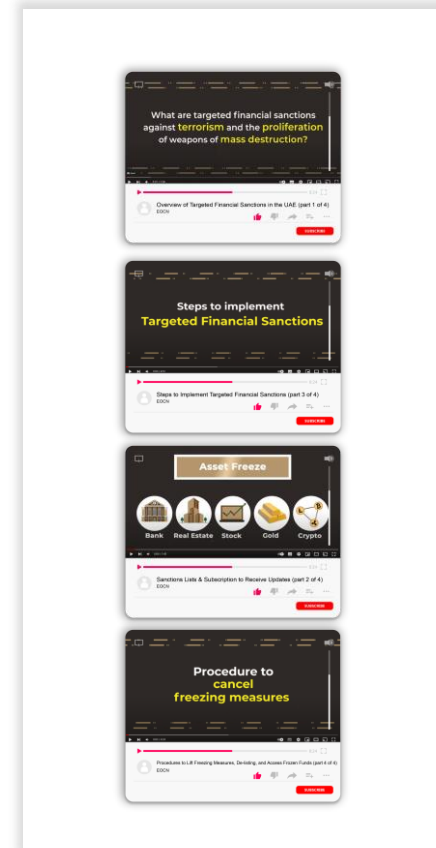 What are targeted financial sanctions
against terrorism and the proliferation
of weapons of mass destruction?
Overview of Targeted Financial Sanctions in the UAE (part 1 of 4)
EOCN
SUBSCRIBE
Steps to implement
Targeted Financial Sanctions
Steps to Implement Targeted Financial Sanctions (part 3 of 4)
EOCN
SUBSCRIBE
Asset Freeze
Bank Real Estate Stock Gold Crypto
Sanctions Lists & Subscription to Receive Updates (part 2 of 4)
EOCN
SUBSCRIBE
Procedure to
cancel
freezing measures
Procedures to Lift Freezing Measures, De-listing, and Access Frozen Funds (part 4 of 4)
EOCN
SUBSCRIBE